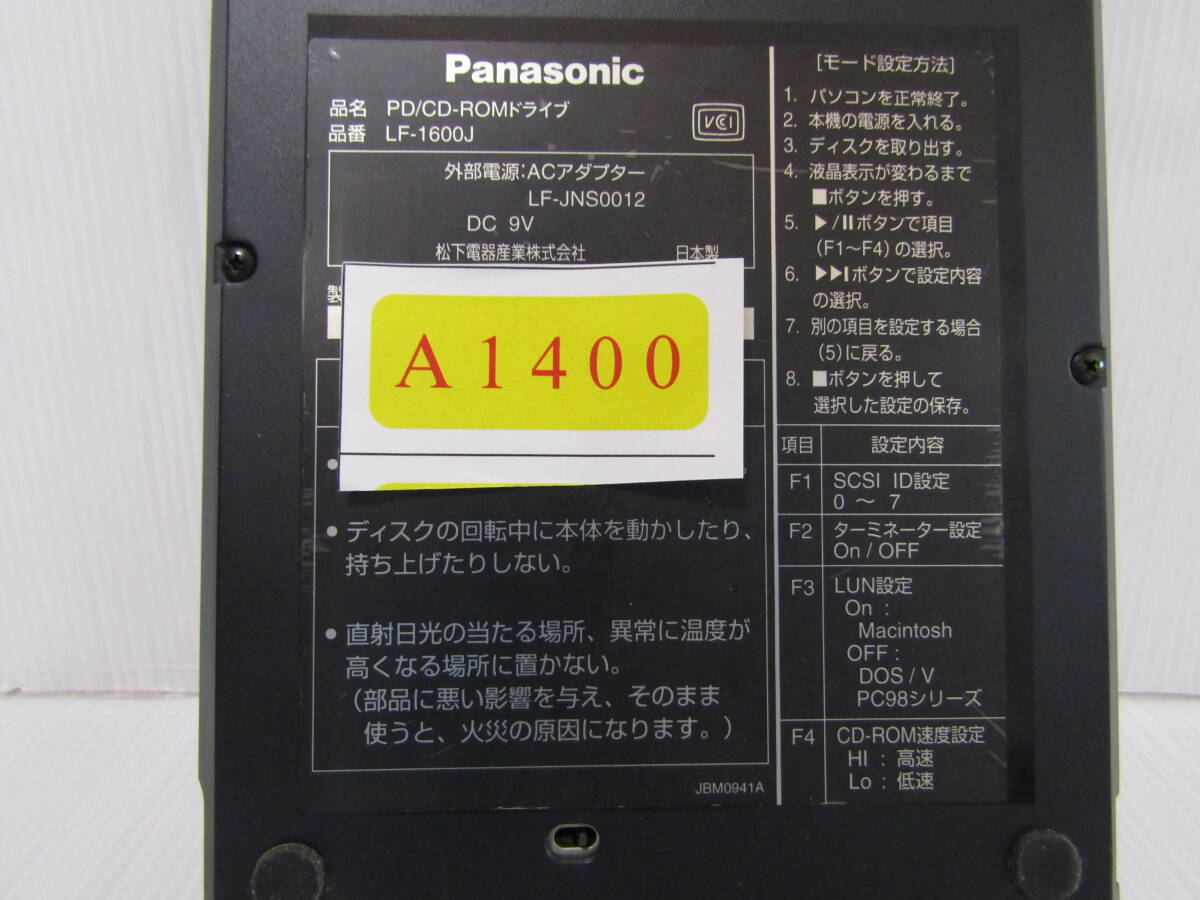 Panasonic
品名 PD/CD-ROMドライブ
品番 LF-1600J
VCCI
外部電源:ACアダプター
LF-JNS0012
DC 9V
松下電器産業株式会社 日本製
製
A1400
● ディスクの回転中に本体を動かしたり、
持ち上げたりしない。
● 直射日光の当たる場所、異常に温度が
高くなる場所に置かない。
(部品に悪い影響を与え、そのまま
使うと、火災の原因になります。)
JBM0941A
[モード設定方法]
1. パソコンを正常終了。
2. 本機の電源を入れる。
3. ディスクを取り出す。
4. 液晶表示が変わるまで
■ボタンを押す。
5. ▶/IIボタンで項目
(F1~F4)の選択。
6. ▶▶Iボタンで設定内容
の選択。
7. 別の項目を設定する場合
(5)に戻る。
8. ■ボタンを押して
選択した設定の保存。
項目 設定内容
F1 SCSI ID設定
0 ~ 7
F2 ターミネーター設定
On / OFF
F3 LUN設定
On :
Macintosh
OFF :
DOS / V
PC98シリーズ
F4 CD-ROM速度設定
HI : 高速
Lo : 低速